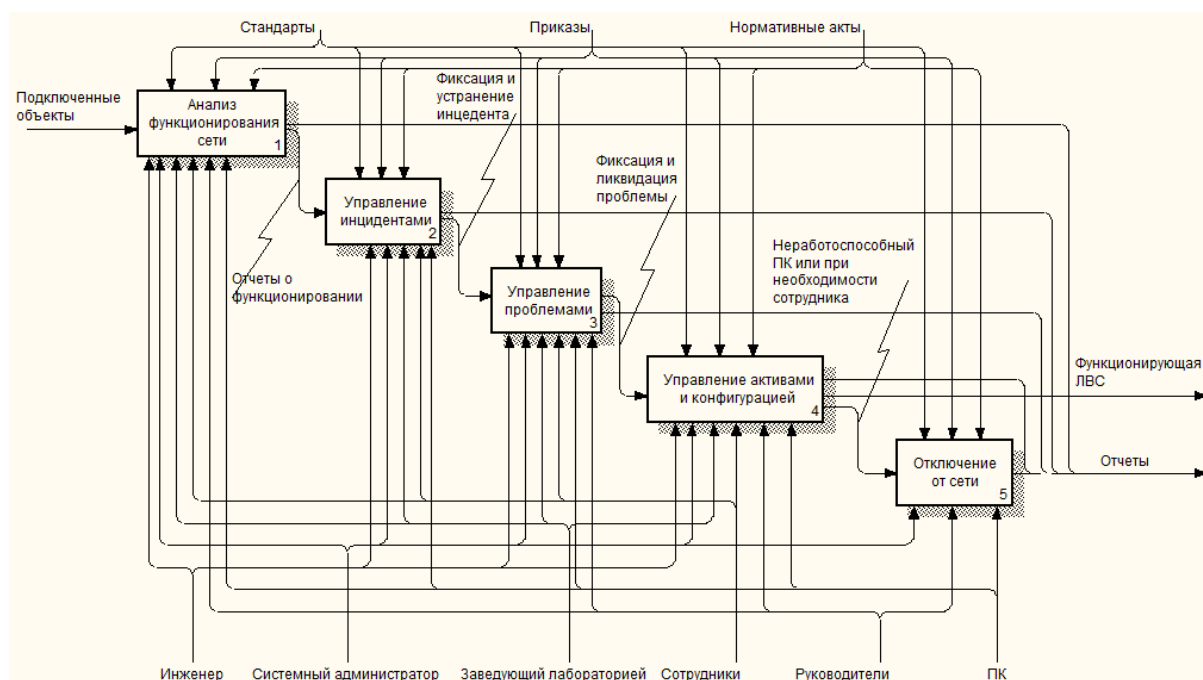 Стандарты
Приказы
Нормативные акты
Подключенные
объекты
Анализ
функционирования
сети
1
Фиксация и
устранение
инцедента
Управление
инцидентами
2
Фиксация и
ликвидация
проблемы
Отчеты о
функционировании
Управление
проблемами
3
Неработоспособный
ПК или при
необходимости
сотрудника
Управление активами
и конфигурацией
4
Функционирующая
ЛВС
Отключение
от сети
5
Отчеты
Инженер
Системный администратор
Заведующий лабораторией
Сотрудники
Руководители
ПК